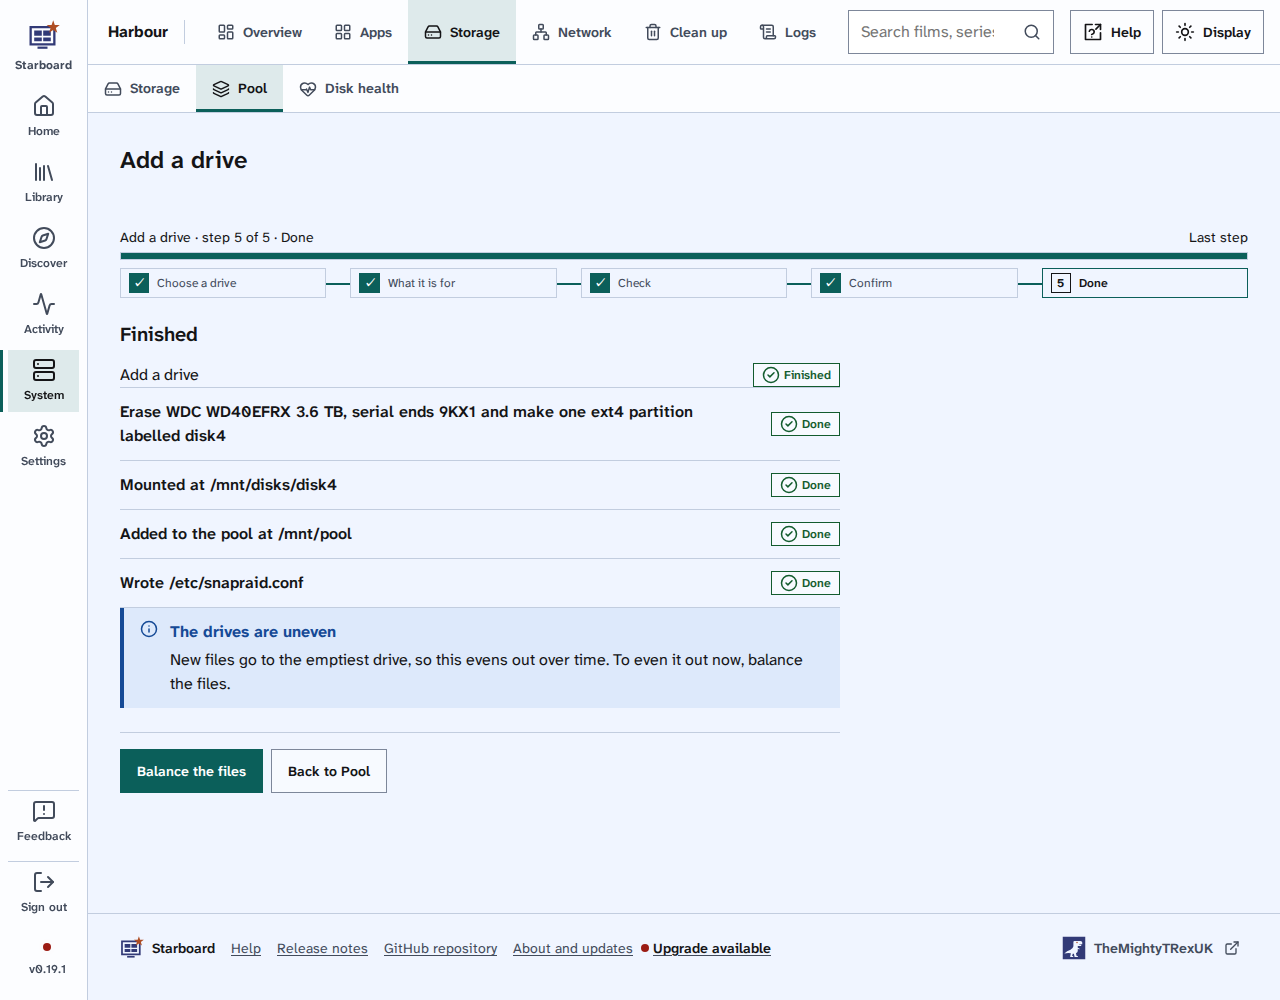 Starboard
Home
Library
Discover
Activity
System
Settings
Feedback
Sign out
v0.19.1
Harbour
Overview
Apps
Storage
Network
Clean up
Logs
Search films, series
Help
Display
Storage
Pool
Disk health
Add a drive
Add a drive · step 5 of 5 · Done
Last step
Choose a drive
What it is for
Check
Confirm
5 Done
Finished
Add a drive
Finished
Erase WDC WD40EFRX 3.6 TB, serial ends 9KX1 and make one ext4 partition
labelled disk4
Done
Mounted at /mnt/disks/disk4
Done
Added to the pool at /mnt/pool
Done
Wrote /etc/snapraid.conf
Done
The drives are uneven
New files go to the emptiest drive, so this evens out over time. To even it out now, balance
the files.
Balance the files
Back to Pool
Starboard
Help
Release notes
GitHub repository
About and updates
Upgrade available
TheMightyTRexUK